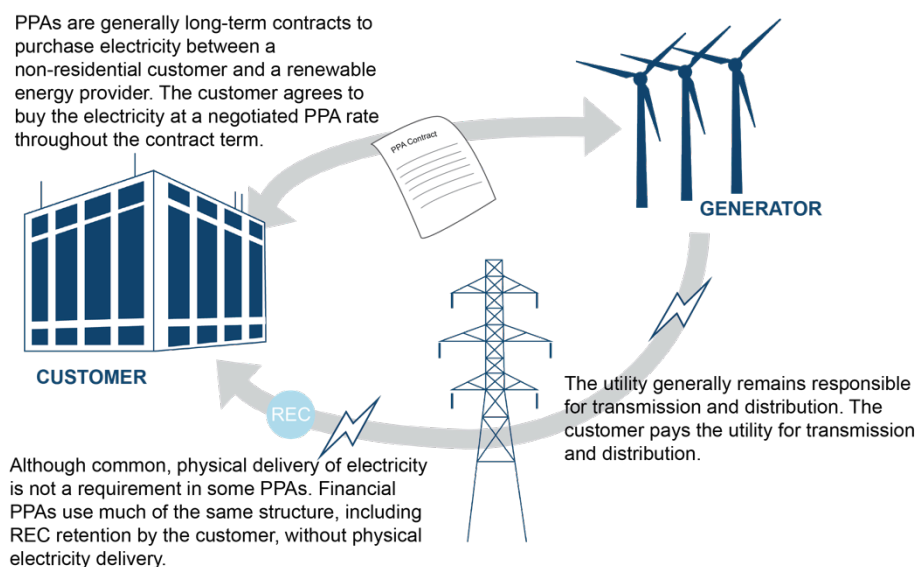 PPAs are generally long-term contracts to
purchase electricity between a
non-residential customer and a renewable
energy provider. The customer agrees to
buy the electricity at a negotiated PPA rate
throughout the contract term.
PPA Contract
GENERATOR
CUSTOMER
REC
The utility generally remains responsible
for transmission and distribution. The
customer pays the utility for transmission
and distribution.
Although common, physical delivery of electricity
is not a requirement in some PPAs. Financial
PPAs use much of the same structure, including
REC retention by the customer, without physical
electricity delivery.